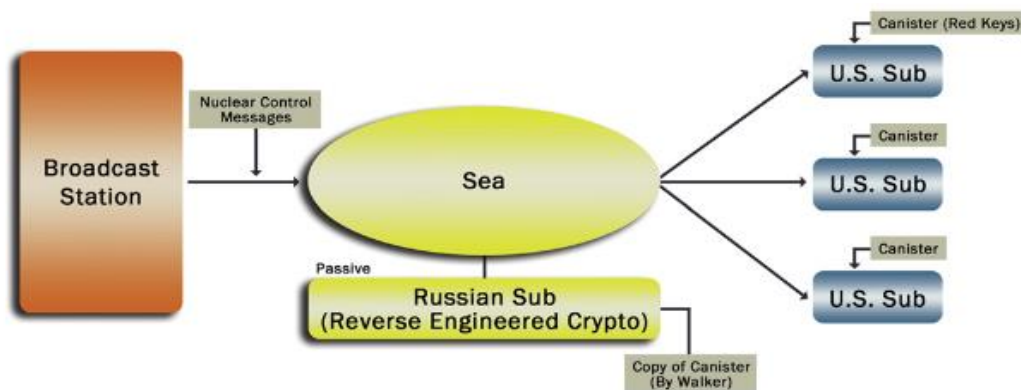 Broadcast
Station
Nuclear Control
Messages
Sea
Passive
Russian Sub
(Reverse Engineered Crypto)
Copy of Canister
(By Walker)
Canister (Red Keys)
U.S. Sub
Canister
U.S. Sub
Canister
U.S. Sub